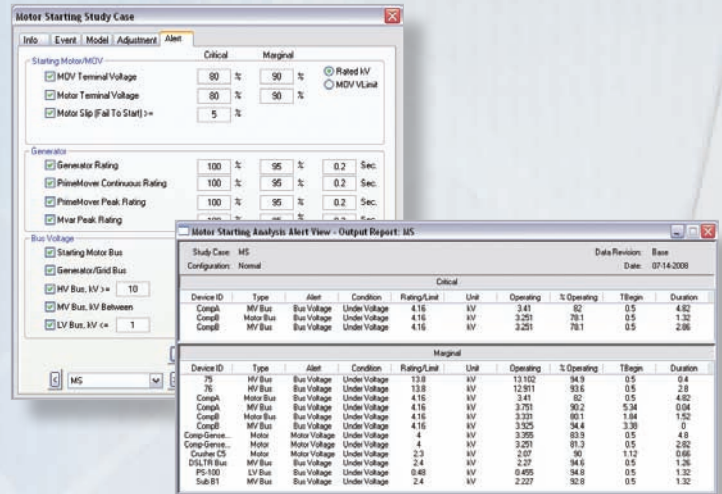 Motor Starting Study Case
Info Event Model Adjustment Alert
Critical Marginal
Starting Motor/MOV
MOV Terminal Voltage 80 % 90 % Rated kV
MOV VLimit
Motor Terminal Voltage 80 % 90 %
Motor Slip (Fail To Start) >= 5 %
Generator
Generator Rating 100 % 95 % 0.2 Sec.
PrimeMover Continuous Rating 100 % 95 % 0.2 Sec.
PrimeMover Peak Rating 100 % 95 % 0.2 Sec.
Mvar Peak Rating 100 % 95 % 0.2 Sec.
Bus Voltage
Starting Motor Bus
Generator/Grid Bus
HV Bus, kV >= 10
MV Bus, kV Between
LV Bus, kV <= 1
MS
Motor Starting Analysis Alert View - Output Report: MS
Study Case: MS Data Revision: Base
Configuration: Normal Date: 07-14-2008
Critical
Device ID Type Alert Condition Rating/Limit Unit Operating % Operating TBegin Duration
CompA MV Bus Bus Voltage Under Voltage 4.16 kV 3.41 82 0.5 4.82
CompB Motor Bus Bus Voltage Under Voltage 4.16 kV 3.251 78.1 0.5 1.32
CompB MV Bus Bus Voltage Under Voltage 4.16 kV 3.251 78.1 0.5 2.86
Marginal
Device ID Type Alert Condition Rating/Limit Unit Operating % Operating TBegin Duration
75 HV Bus Bus Voltage Under Voltage 13.8 kV 13.102 94.9 0.5 0.4
76 HV Bus Bus Voltage Under Voltage 13.8 kV 12.911 93.6 0.5 2.8
CompA Motor Bus Bus Voltage Under Voltage 4.16 kV 3.41 82 0.5 4.82
CompA MV Bus Bus Voltage Under Voltage 4.16 kV 3.751 90.2 5.34 0.04
CompB Motor Bus Bus Voltage Under Voltage 4.16 kV 3.331 80.1 1.84 1.52
CompB MV Bus Bus Voltage Under Voltage 4.16 kV 3.925 94.4 3.38 0
Comp-Gense... Motor Motor Voltage Under Voltage 4 kV 3.355 83.9 0.5 4.8
Comp-Gense... Motor Motor Voltage Under Voltage 4 kV 3.251 81.3 0.5 2.82
Crusher C5 Motor Motor Voltage Under Voltage 2.3 kV 2.07 90 1.12 0.66
DSLTR Bus MV Bus Bus Voltage Under Voltage 2.4 kV 2.27 94.6 0.5 1.26
PS-100 LV Bus Bus Voltage Under Voltage 0.48 kV 0.455 94.8 0.5 1.32
Sub B1 MV Bus Bus Voltage Under Voltage 2.4 kV 2.227 92.8 0.5 1.32